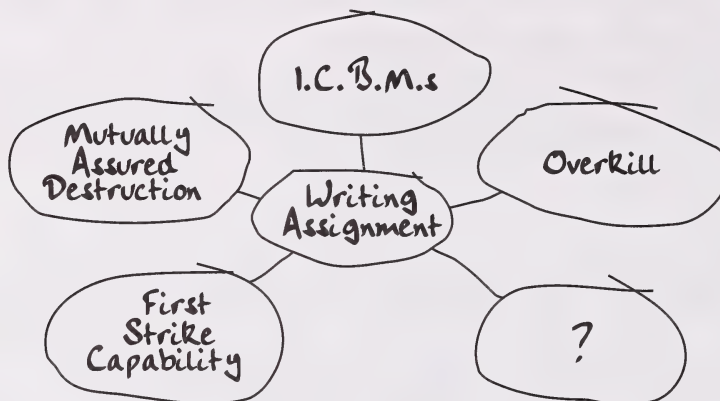 I.C.B.M.s
Mutually
Assured
Destruction
Overkill
Writing
Assignment
First
Strike
Capability
?